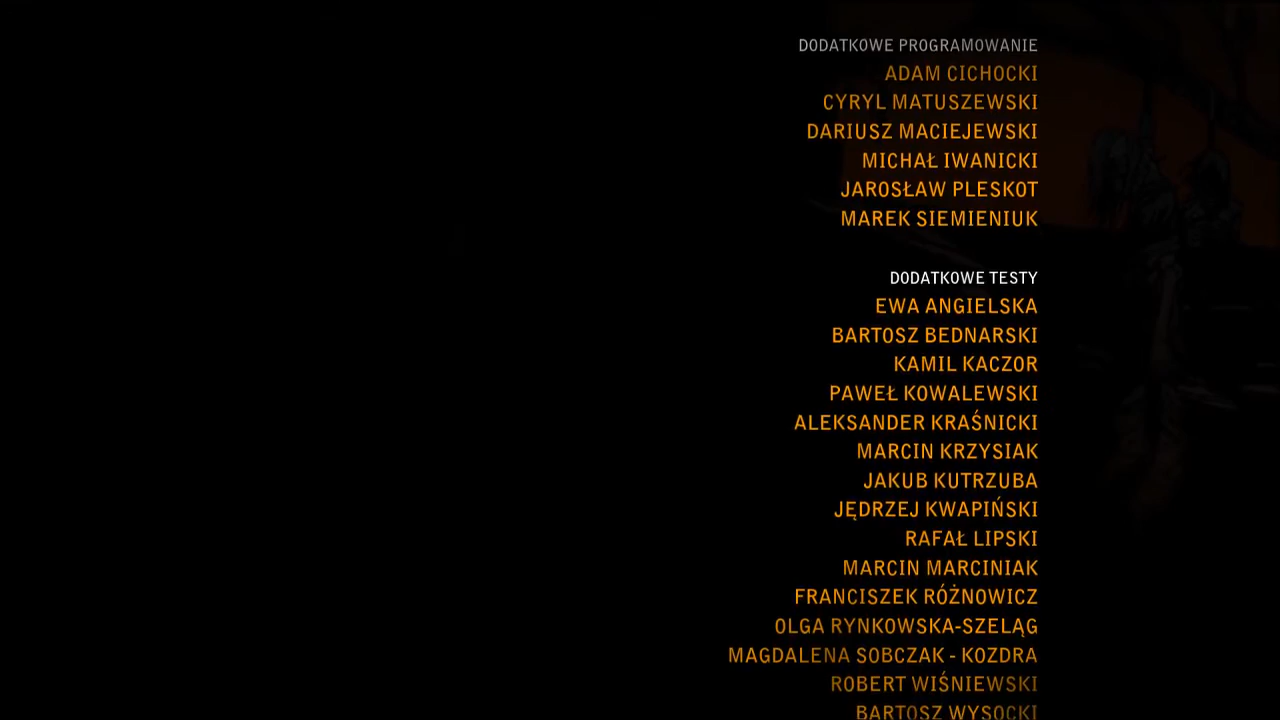 DODATKOWE PROGRAMOWANIE
ADAM CICHOCKI
CYRYL MATUSZEWSKI
DARIUSZ MACIEJEWSKI
MICHAŁ IWANICKI
JAROSŁAW PLESKOT
MAREK SIEMIENIUK
DODATKOWE TESTY
EWA ANGIELSKA
BARTOSZ BEDNARSKI
KAMIL KACZOR
PAWEŁ KOWALEWSKI
ALEKSANDER KRAŚNICKI
MARCIN KRZYSIAK
JAKUB KUTRZUBA
JĘDRZEJ KWAPIŃSKI
RAFAŁ LIPSKI
MARCIN MARCINIAK
FRANCISZEK RÓŻNOWICZ
OLGA RYNKOWSKA-SZELĄG
MAGDALENA SOBCZAK - KOZDRA
ROBERT WIŚNIEWSKI
BARTOSZ WYSOCKI